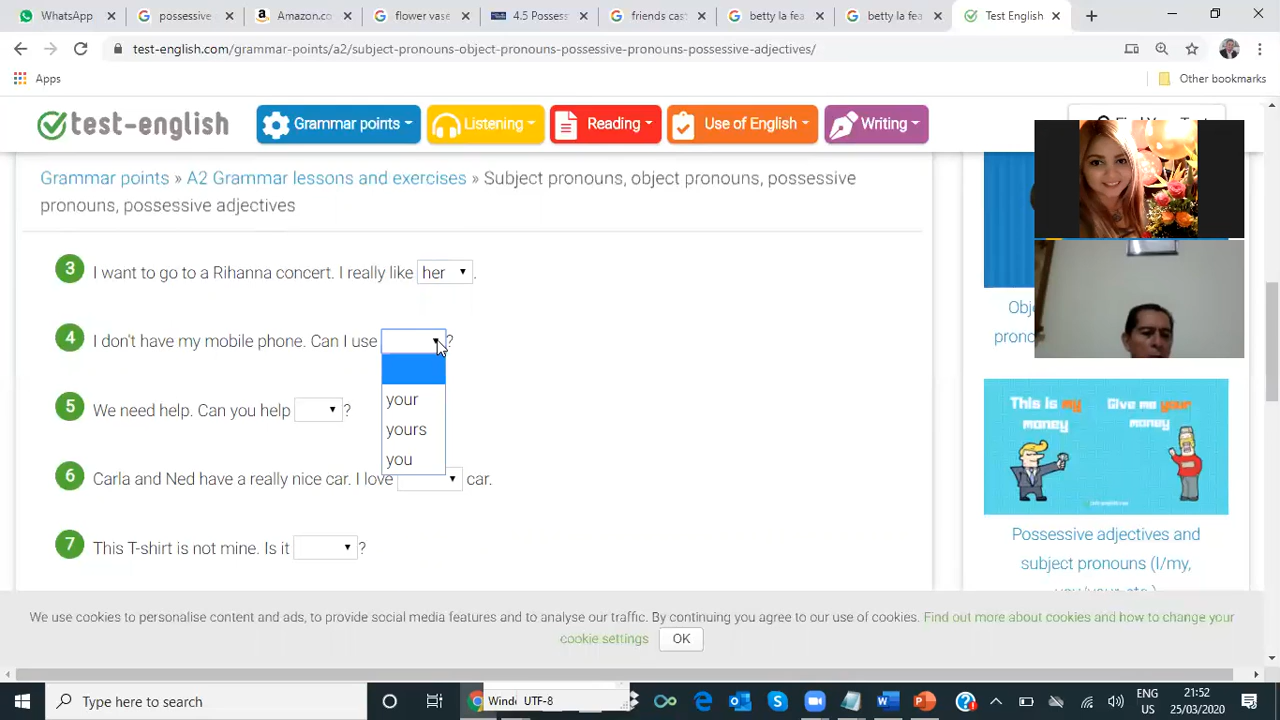 WhatsApp
possessive
Amazon.co
flower vase
4.5 Possess
friends cast
betty la fea
betty la fea
Test English
test-english.com/grammar-points/a2/subject-pronouns-object-pronouns-possessive-pronouns-possessive-adjectives/
Apps
Other bookmarks
test-english
Grammar points
Listening
Reading
Use of English
Writing
Grammar points » A2 Grammar lessons and exercises » Subject pronouns, object pronouns, possessive
pronouns, possessive adjectives
3 I want to go to a Rihanna concert. I really like her .
4 I don't have my mobile phone. Can I use ?
your
yours
you
5 We need help. Can you help ?
6 Carla and Ned have a really nice car. I love car.
7 This T-shirt is not mine. Is it ?
This is my
money
Give me your
money
Possessive adjectives and
subject pronouns (I/my,
We use cookies to personalise content and ads, to provide social media features and to analyse our traffic. By continuing you agree to our use of cookies. Find out more about cookies and how to change your
cookie settings OK
Type here to search
UTF-8
ENG
US
21:52
25/03/2020